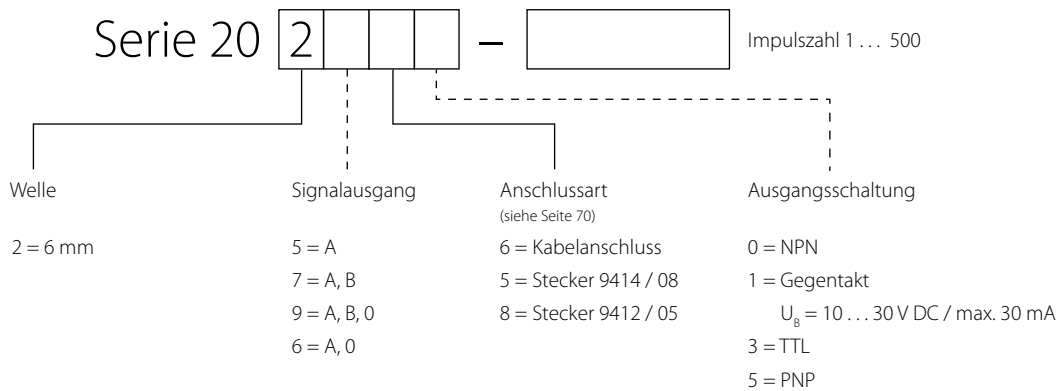 Serie 20 2 – Impulszahl 1 … 500
Welle
2 = 6 mm
Signalausgang
5 = A
7 = A, B
9 = A, B, 0
6 = A, 0
Anschlussart
(siehe Seite 70)
6 = Kabelanschluss
5 = Stecker 9414 / 08
8 = Stecker 9412 / 05
Ausgangsschaltung
0 = NPN
1 = Gegentakt
U_B = 10 … 30 V DC / max. 30 mA
3 = TTL
5 = PNP